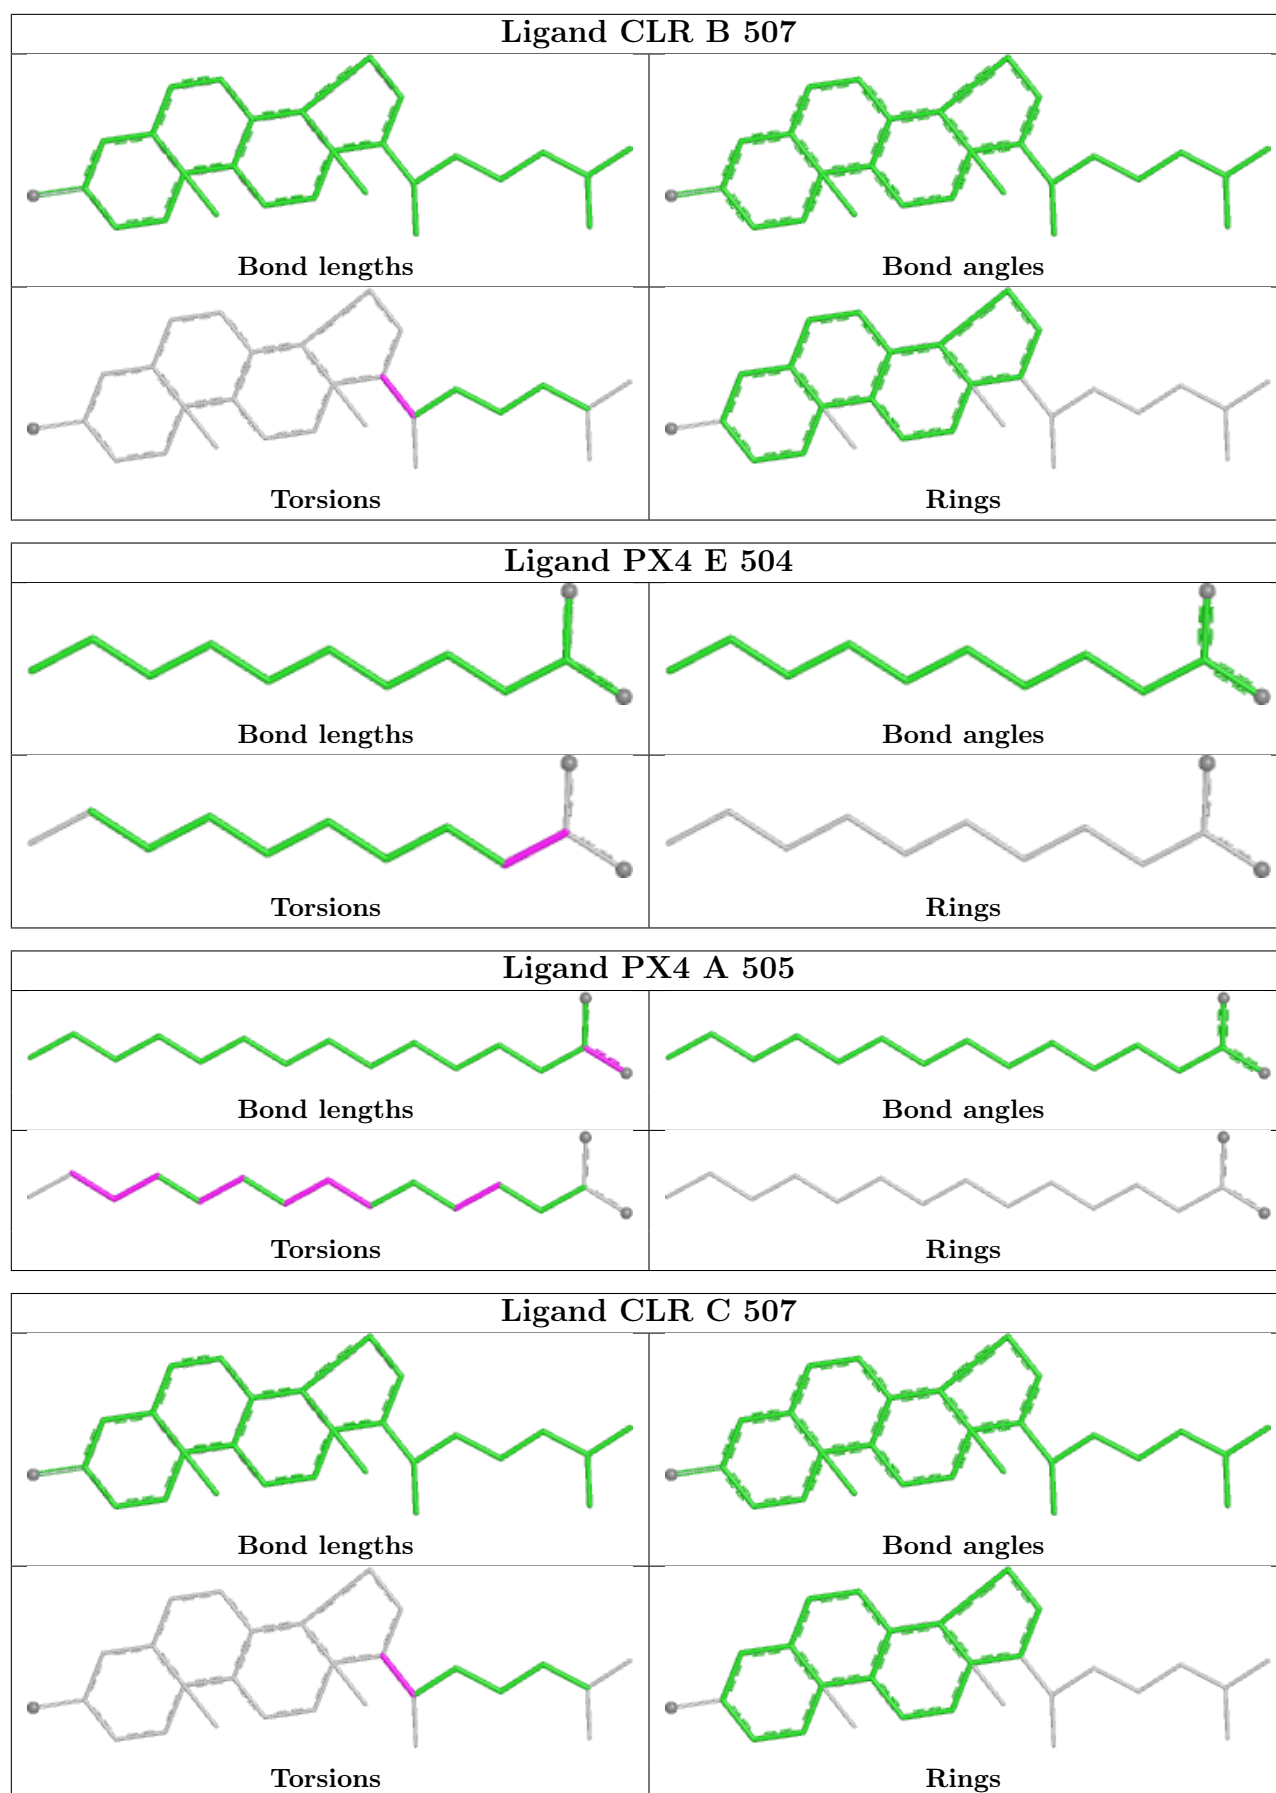 Ligand CLR B 507
Bond lengths
Bond angles
Torsions
Rings
Ligand PX4 E 504
Bond lengths
Bond angles
Torsions
Rings
Ligand PX4 A 505
Bond lengths
Bond angles
Torsions
Rings
Ligand CLR C 507
Bond lengths
Bond angles
Torsions
Rings